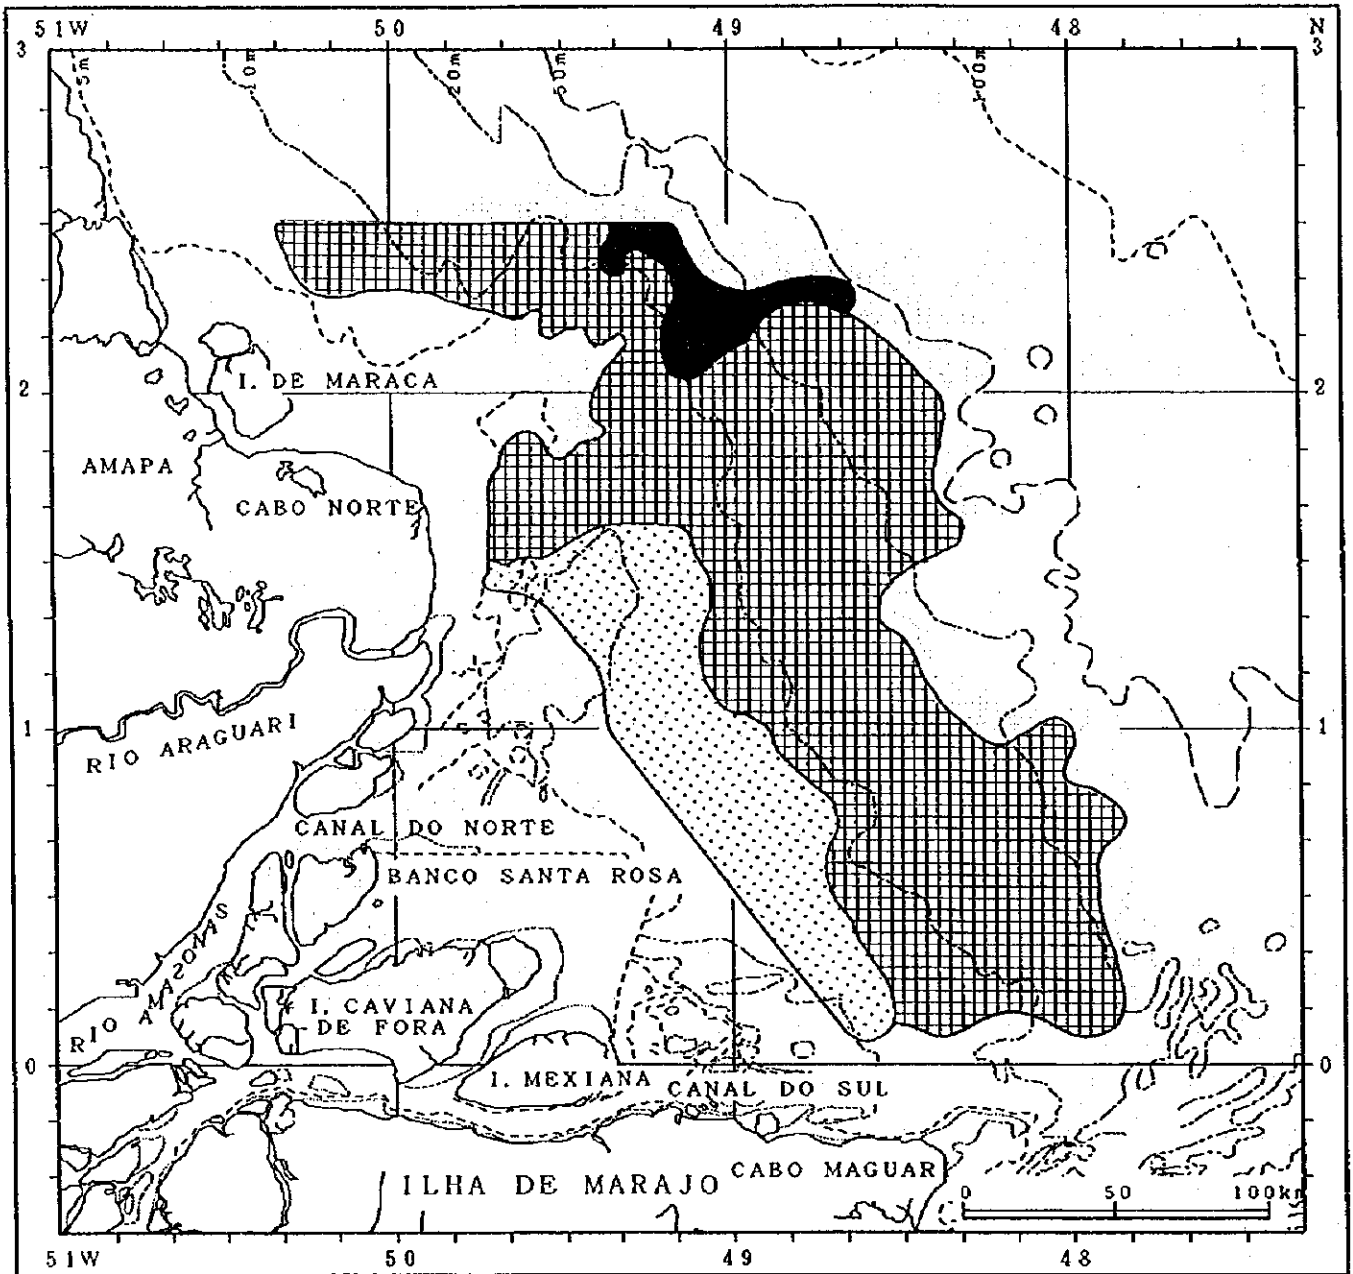 51W 50 49 48 N
3 3
5m 10m 20m 50m 100m
2 2
I. DE MARACA
AMAPA
CABO NORTE
1 1
RIO ARAGUARI
CANAL DO NORTE
BANCO SANTA ROSA
RIO AMAZONAS
I. CAVIANA
DE FORA
0 0
I. MEXIANA
CANAL DO SUL
CABO MAGUAR
ILHA DE MARAJO
0 50 100km
51W 50 49 48